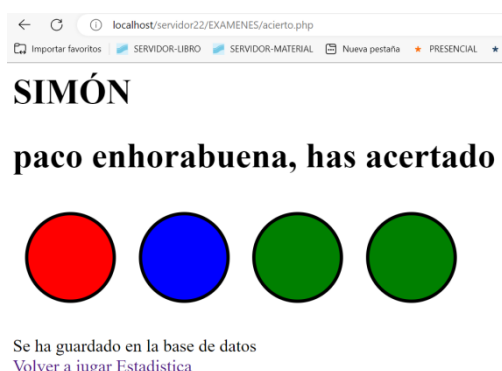 localhost/servidor22/EXAMENES/acierto.php
Importar favoritos SERVIDOR-LIBRO SERVIDOR-MATERIAL Nueva pestaña PRESENCIAL
SIMÓN
paco enhorabuena, has acertado
Se ha guardado en la base de datos
Volver a jugar Estadistica